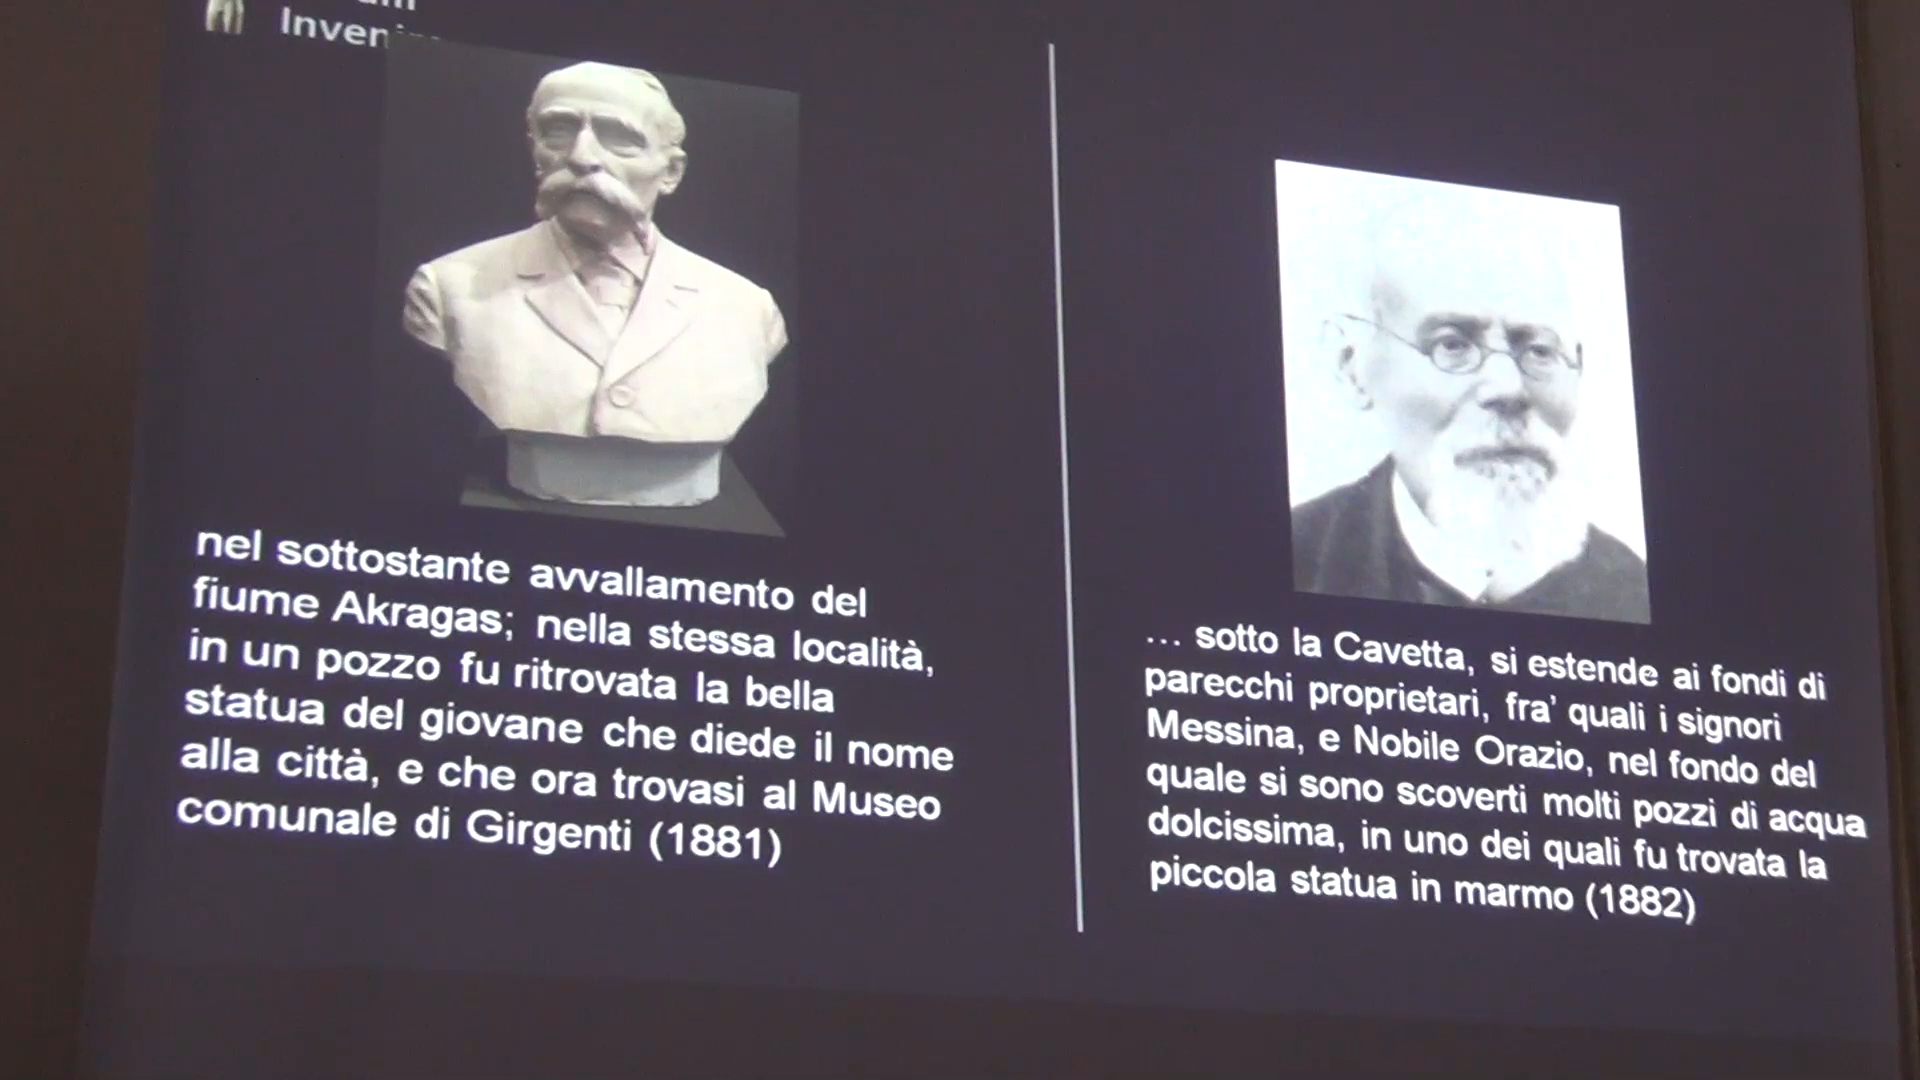 nel sottostante avvallamento del
fiume Akragas; nella stessa località,
in un pozzo fu ritrovata la bella
statua del giovane che diede il nome
alla città, e che ora trovasi al Museo
comunale di Girgenti (1881)
... sotto la Cavetta, si estende ai fondi di
parecchi proprietari, fra' quali i signori
Messina, e Nobile Orazio, nel fondo del
quale si sono scoverti molti pozzi di acqua
dolcissima, in uno dei quali fu trovata la
piccola statua in marmo (1882)